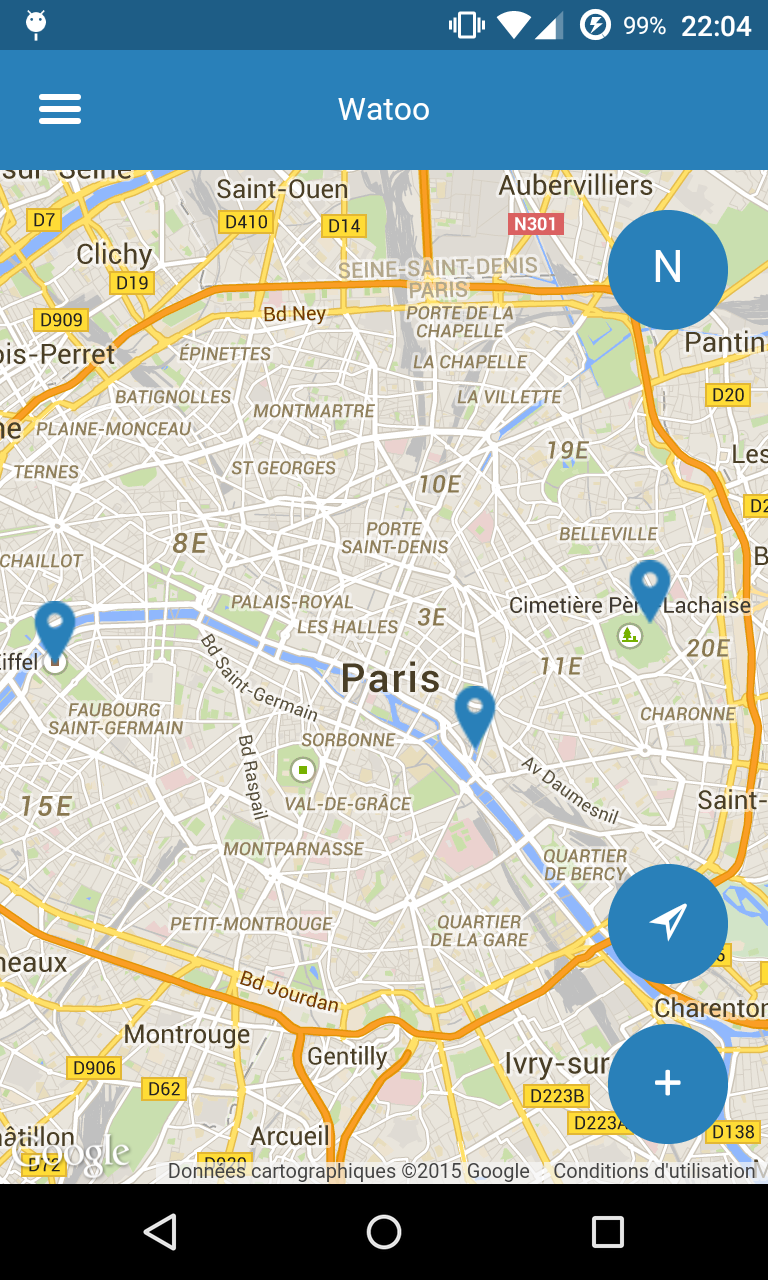 99% 22:04
Watoo
sur-Seine
Saint-Ouen
Aubervilliers
D7
D410
D14
N301
Clichy
D19
SEINE-SAINT-DENIS
PARIS
N
D909
Bd Ney
PORTE DE LA
CHAPELLE
ois-Perret
ÉPINETTES
LA CHAPELLE
Pantin
BATIGNOLLES
MONTMARTRE
LA VILLETTE
D20
ne
PLAINE-MONCEAU
19E
Les
TERNES
ST GEORGES
10E
D2
8E
PORTE
SAINT-DENIS
BELLEVILLE
CHAILLOT
B
PALAIS-ROYAL
LES HALLES
3E
Cimetière Père Lachaise
20E
Eiffel
Bd Saint-Germain
Paris
11E
FAUBOURG
SAINT-GERMAIN
SORBONNE
CHARONNE
Bd Raspail
Av Daumesnil
15E
VAL-DE-GRÂCE
Saint-
MONTPARNASSE
QUARTIER
DE BERCY
PETIT-MONTROUGE
QUARTIER
DE LA GARE
neaux
6
Bd Jourdan
Charenton
Montrouge
Gentilly
Ivry-sur
D906
D62
D223B
D223A
D138
hâtillon
Arcueil
Google
D72
D920
Données cartographiques ©2015 Google
Conditions d'utilisation